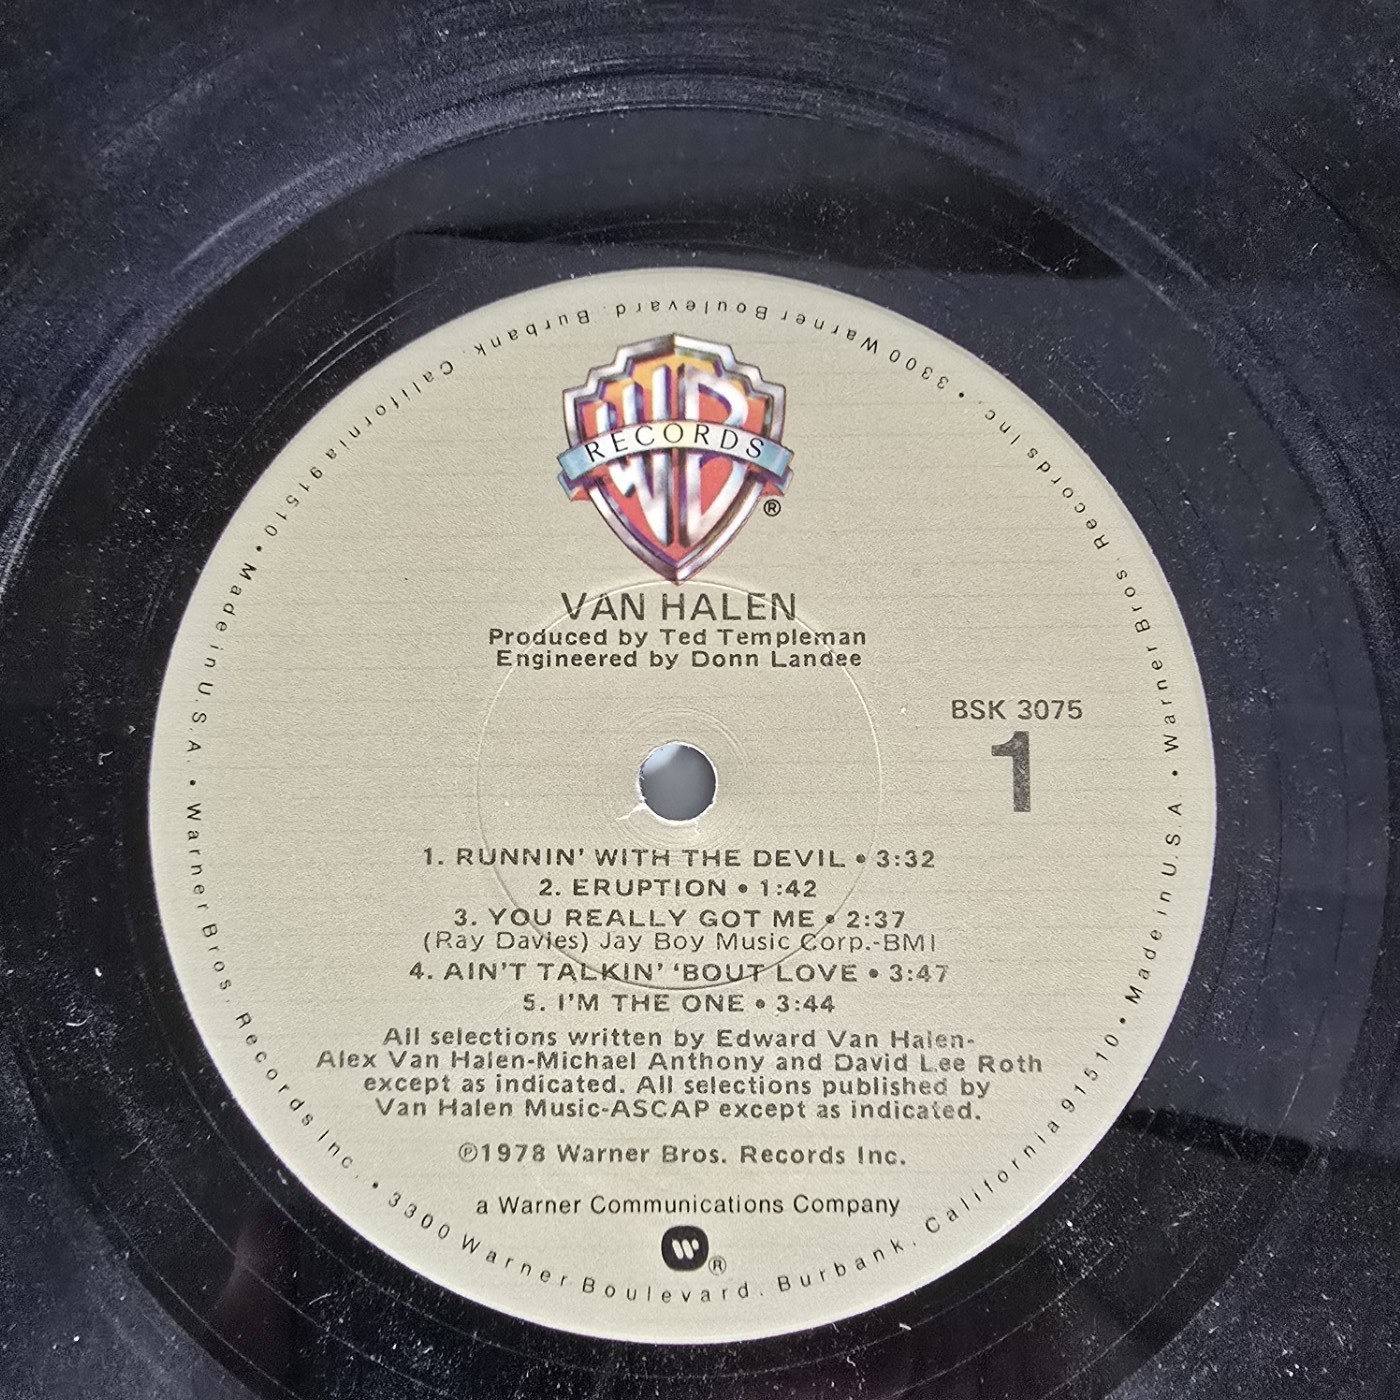 WB
RECORDS
®
VAN HALEN
Produced by Ted Templeman
Engineered by Donn Landee
BSK 3075
1
1. RUNNIN' WITH THE DEVIL • 3:32
2. ERUPTION • 1:42
3. YOU REALLY GOT ME • 2:37
(Ray Davies) Jay Boy Music Corp.-BMI
4. AIN'T TALKIN' 'BOUT LOVE • 3:47
5. I'M THE ONE • 3:44
All selections written by Edward Van Halen-
Alex Van Halen-Michael Anthony and David Lee Roth
except as indicated. All selections published by
Van Halen Music-ASCAP except as indicated.
℗1978 Warner Bros. Records Inc.
a Warner Communications Company
W ®
Warner Bros. Records Inc. • 3300 Warner Boulevard. Burbank. California 91510 • Made in U.S.A. • Warner Bros. Records Inc. • 3300 Warner Boulevard. Burbank. California 91510 • Made in U.S.A. •